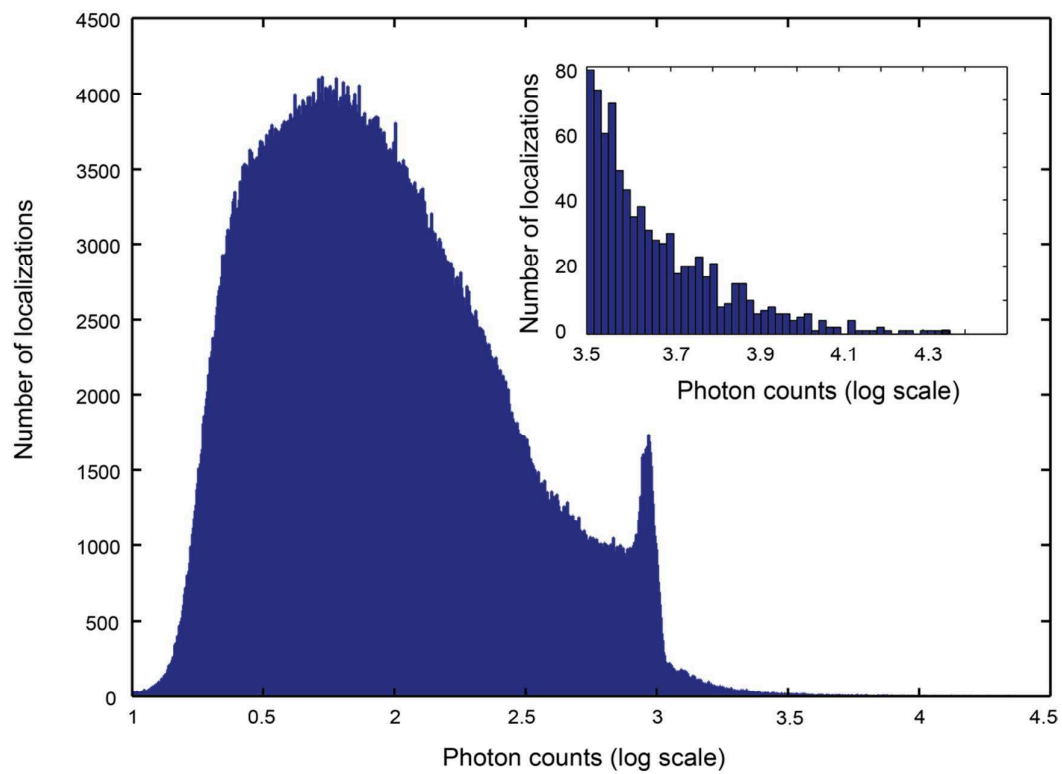 4500
4000
3500
3000
2500
2000
1500
1000
500
0
Number of localizations
1 0.5 2 2.5 3 3.5 4 4.5
Photon counts (log scale)
80
60
40
20
0
Number of localizations
3.5 3.7 3.9 4.1 4.3
Photon counts (log scale)